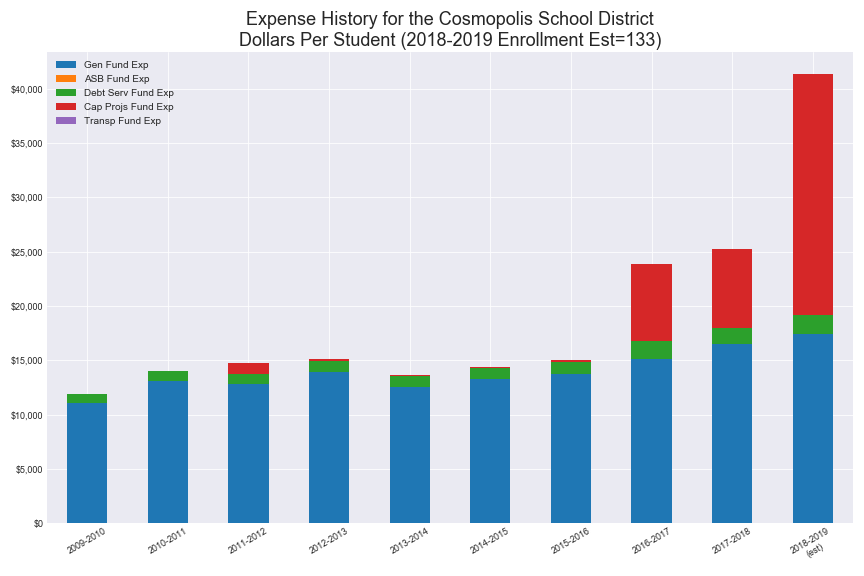 Expense History for the Cosmopolis School District
Dollars Per Student (2018-2019 Enrollment Est=133)
Gen Fund Exp
ASB Fund Exp
Debt Serv Fund Exp
Cap Projs Fund Exp
Transp Fund Exp
$40,000
$35,000
$30,000
$25,000
$20,000
$15,000
$10,000
$5,000
$0
2009-2010
2010-2011
2011-2012
2012-2013
2013-2014
2014-2015
2015-2016
2016-2017
2017-2018
2018-2019
(est)